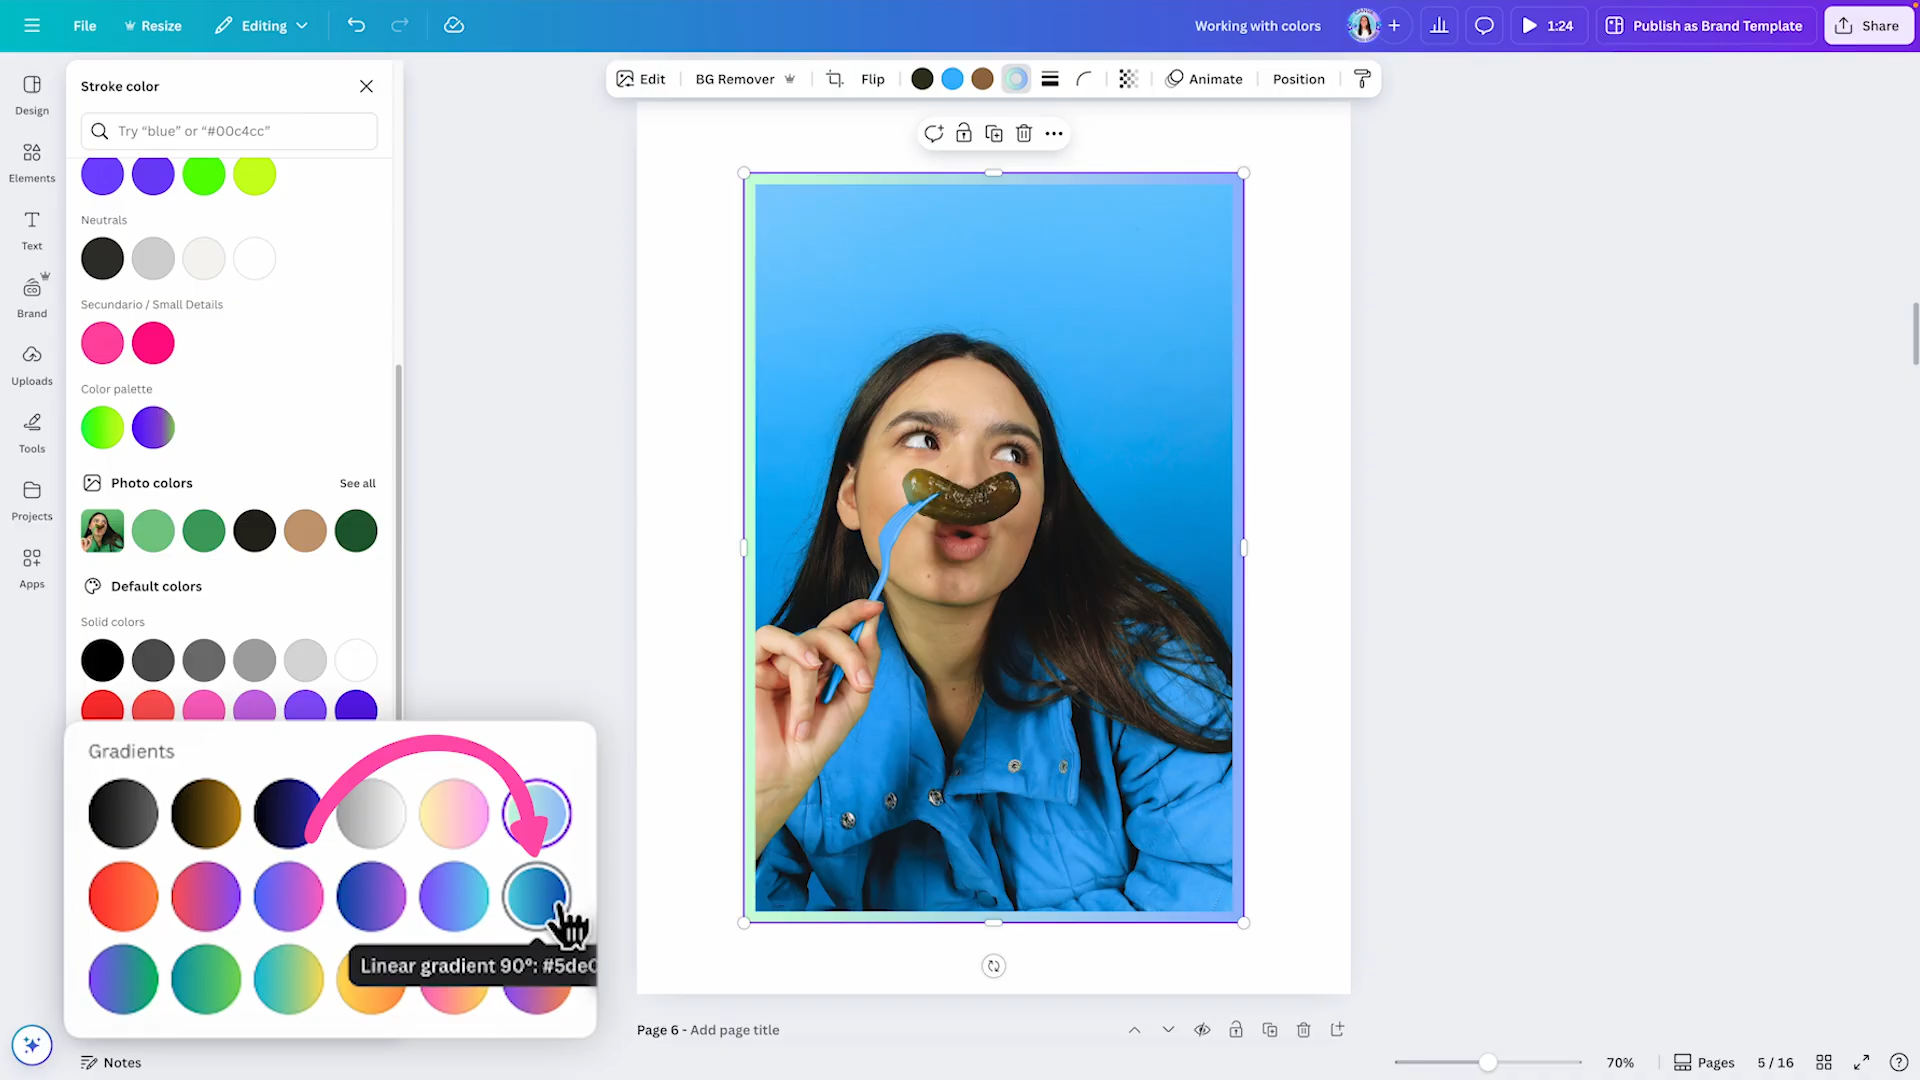 File
Resize
Editing
Working with colors
1:24
Publish as Brand Template
Share
Design
Elements
Text
Brand
Uploads
Tools
Projects
Apps
Stroke color
Try “blue” or “#00c4cc”
Neutrals
Secundario / Small Details
Color palette
Photo colors
See all
Default colors
Solid colors
Gradients
Linear gradient 90°: #5de0
Notes
Edit
BG Remover
Flip
Animate
Position
Page 6 - Add page title
70%
Pages
5 / 16